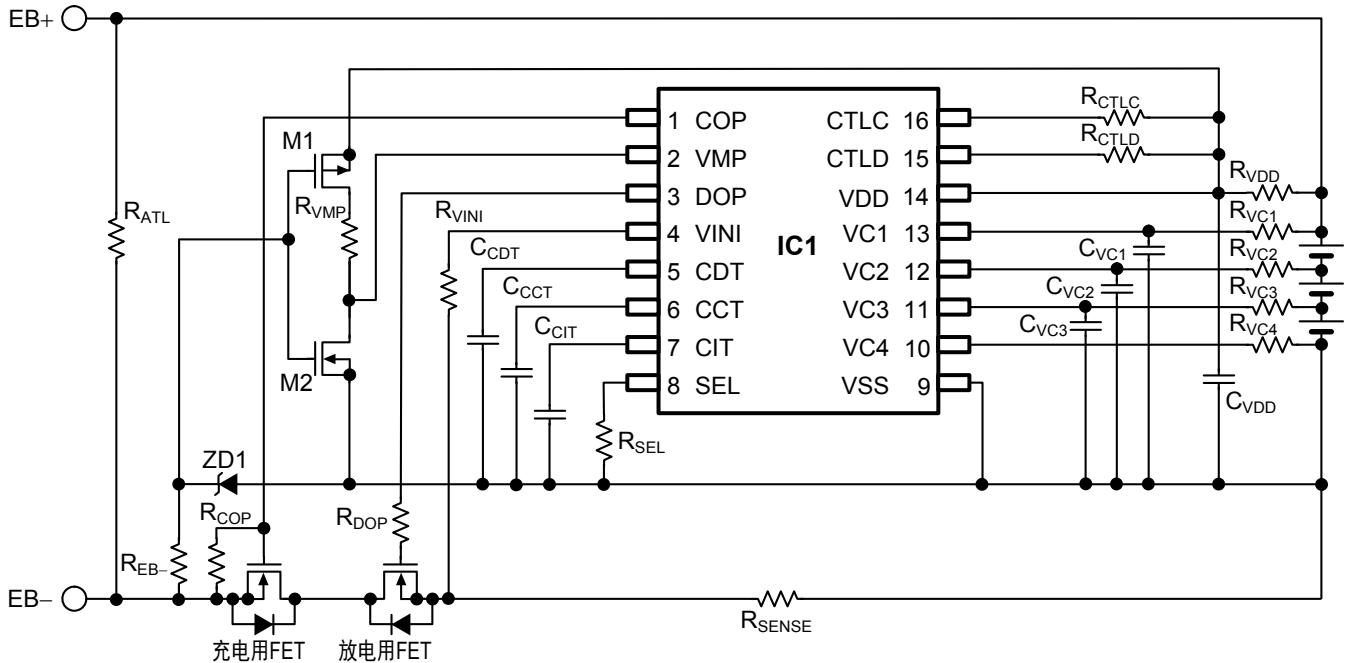 EB+
M1
R_VMP
R_ATL
M2
ZD1
R_COP
R_EB−
EB−
充电用FET
放电用FET
R_DOP
R_VINI
C_CDT
C_CCT
C_CIT
R_SEL
R_SENSE
IC1
1 COP
2 VMP
3 DOP
4 VINI
5 CDT
6 CCT
7 CIT
8 SEL
CTLC 16
CTLD 15
VDD 14
VC1 13
VC2 12
VC3 11
VC4 10
VSS 9
R_CTLC
R_CTLD
R_VDD
R_VC1
R_VC2
R_VC3
R_VC4
C_VC1
C_VC2
C_VC3
C_VDD